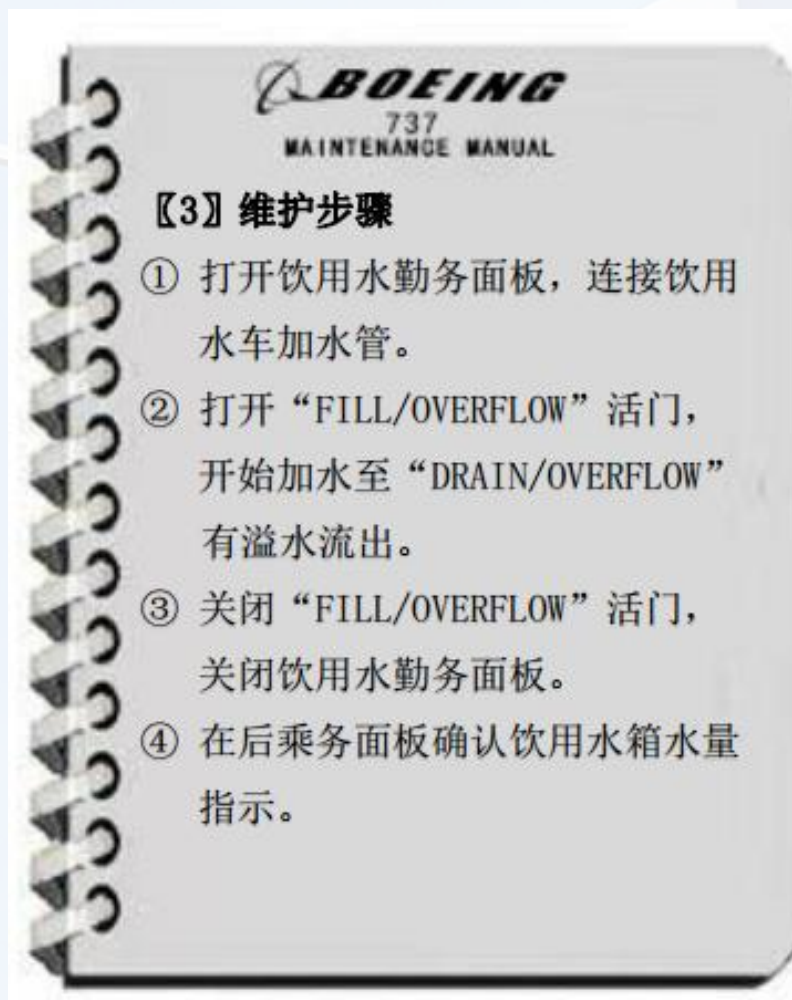 BOEING
737
MAINTENANCE MANUAL
〖3〗维护步骤
① 打开饮用水勤务面板，连接饮用
水车加水管。
② 打开“FILL/OVERFLOW”活门，
开始加水至“DRAIN/OVERFLOW”
有溢水流出。
③ 关闭“FILL/OVERFLOW”活门，
关闭饮用水勤务面板。
④ 在后乘务面板确认饮用水箱水量
指示。